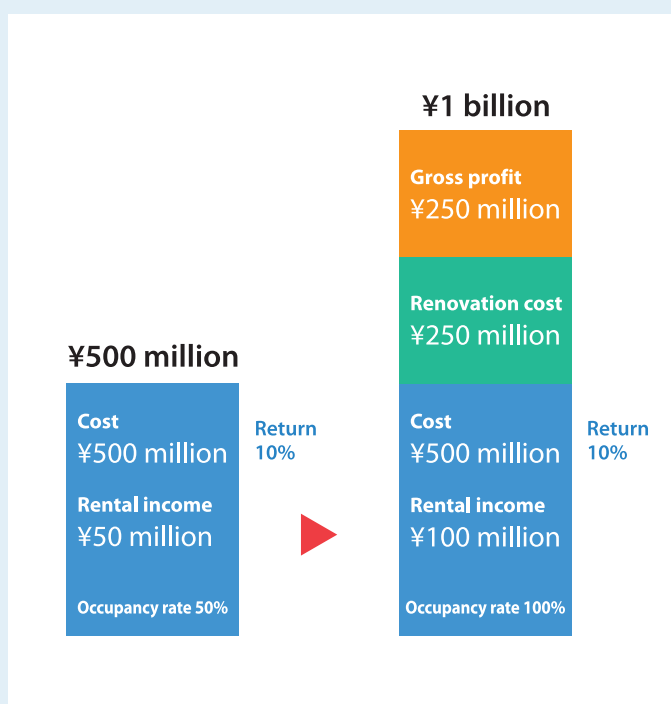 ¥500 million
Cost
¥500 million
Rental income
¥50 million
Occupancy rate 50%
Return
10%
¥1 billion
Gross profit
¥250 million
Renovation cost
¥250 million
Cost
¥500 million
Rental income
¥100 million
Occupancy rate 100%
Return
10%